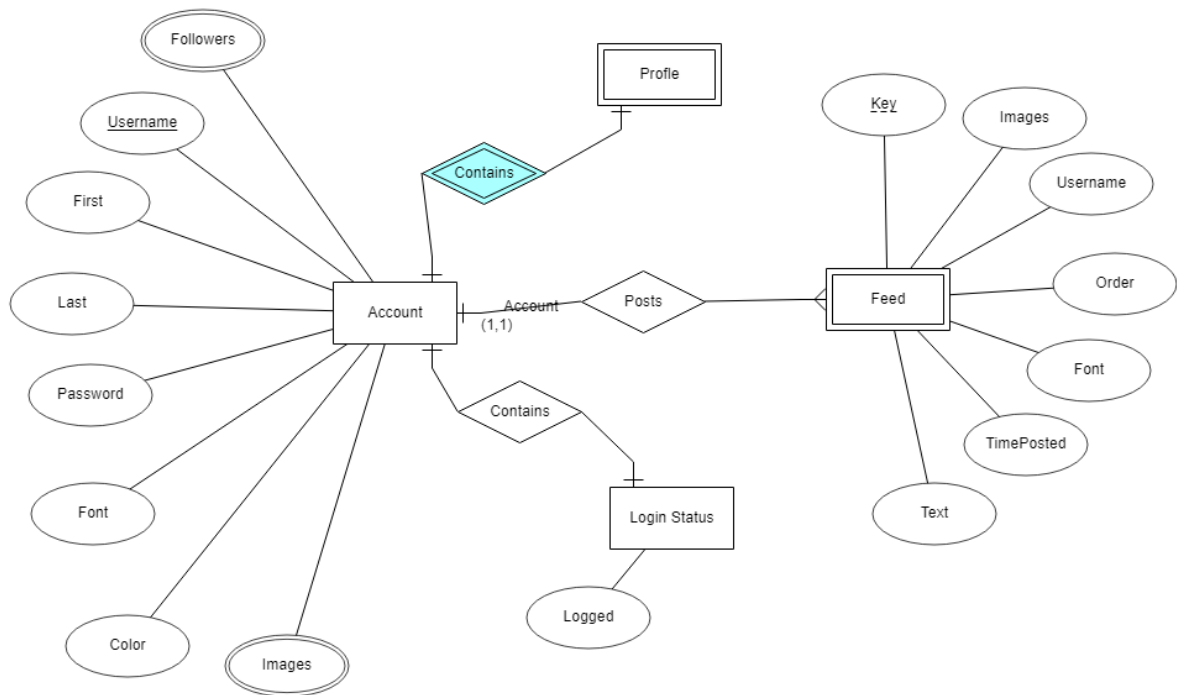 Followers
Profle
Key
Images
Username
Username
Contains
First
Order
Last
Account
Account
(1,1)
Posts
Feed
Font
Password
Contains
TimePosted
Font
Login Status
Text
Logged
Color
Images